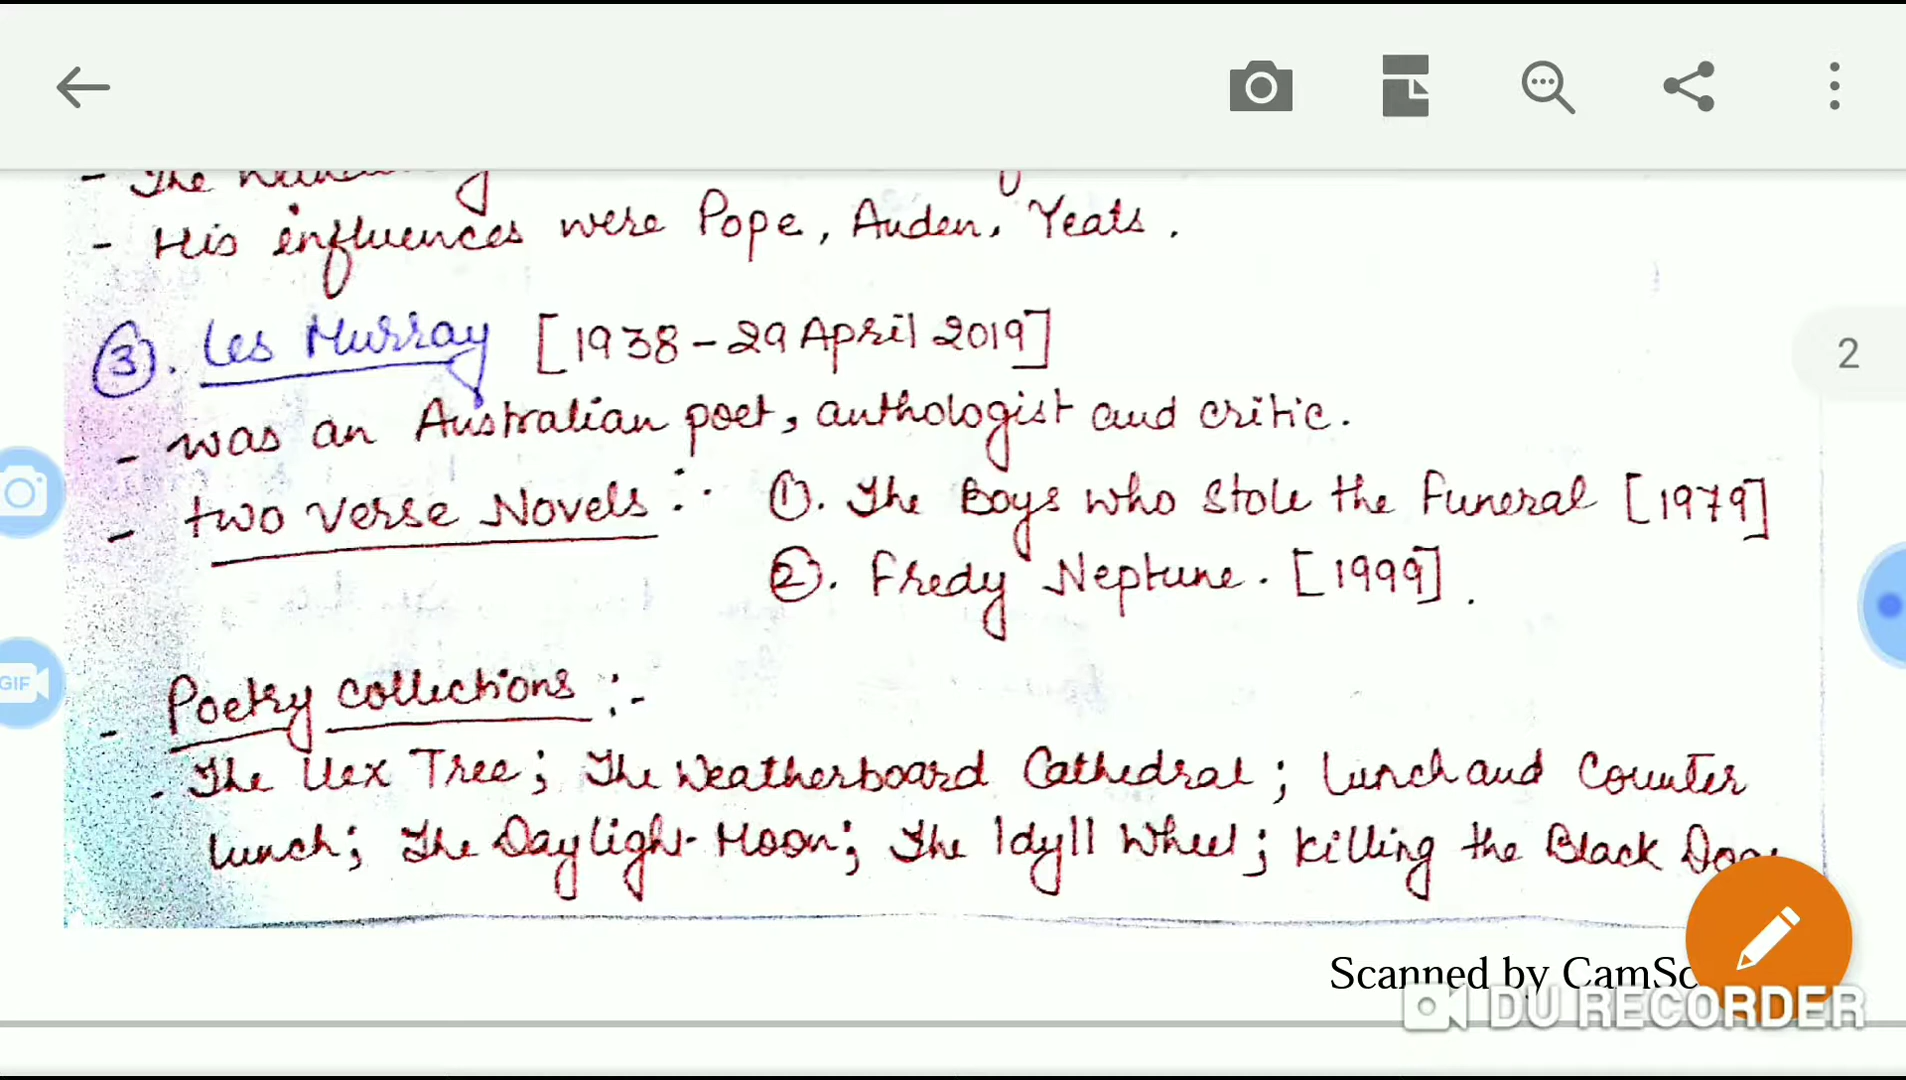 - The
- His influences were Pope, Auden, Yeats.
③. Les Murray [1938 - 29 April 2019]
- was an Australian poet, anthologist and critic.
- two Verse Novels :· ①. The Boys who Stole the Funeral [1979]
②. Fredy Neptune. [1999].
- Poetry collections :-
- The Ilex Tree; The Weatherboard Cathedral; Lunch and Counter
Lunch; The Daylight Moon; The Idyll Wheel; Killing the Black Dog;
2
GIF
Scanned by CamSc
DU RECORDER